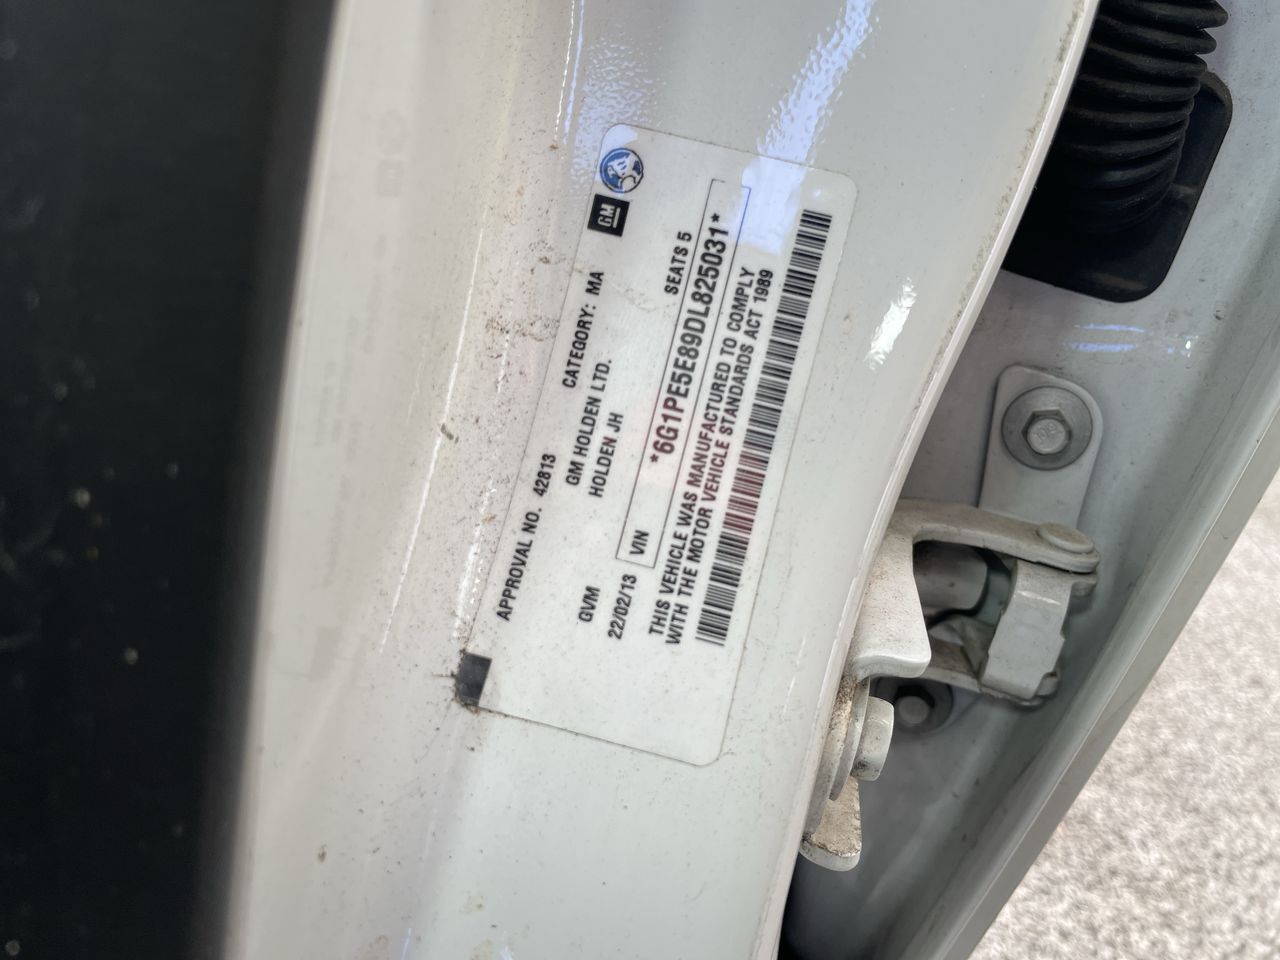 GM
APPROVAL NO. 42813 CATEGORY: MA
GM HOLDEN LTD.
HOLDEN JH
GVM SEATS 5
22/02/13
VIN *6G1PE5E89DL825031*
THIS VEHICLE WAS MANUFACTURED TO COMPLY
WITH THE MOTOR VEHICLE STANDARDS ACT 1989